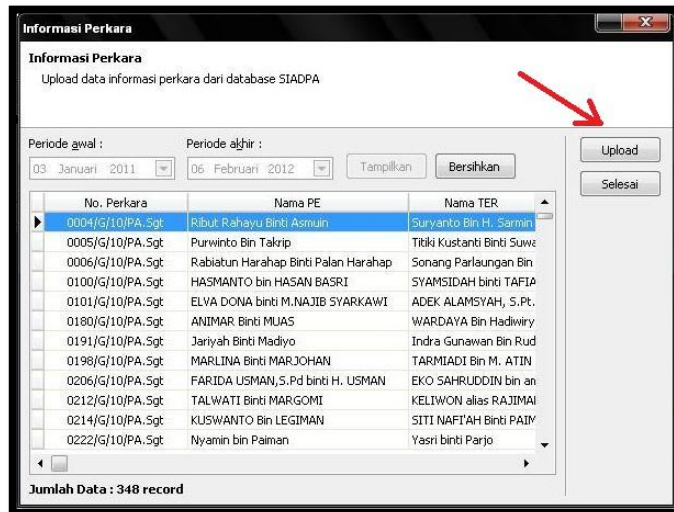 Informasi Perkara
Informasi Perkara
Upload data informasi perkara dari database SIADPA
Periode awal : Periode akhir :
03 Januari 2011 06 Februari 2012 Tampilkan Bersihkan
Upload
Selesai
No. Perkara Nama PE Nama TER
0004/G/10/PA.Sgt Ribut Rahayu Binti Asmuin Suryanto Bin H. Sarmin
0005/G/10/PA.Sgt Purwinto Bin Takrip Titiki Kustanti Binti Suwa
0006/G/10/PA.Sgt Rabiatun Harahap Binti Palan Harahap Sonang Parlaungan Bin
0100/G/10/PA.Sgt HASMANTO bin HASAN BASRI SYAMSIDAH binti TAFIA
0101/G/10/PA.Sgt ELVA DONA binti M.NAJIB SYARKAWI ADEK ALAMSYAH, S.Pt.
0180/G/10/PA.Sgt ANIMAR Binti MUAS WARDAYA Bin Hadiwiry
0191/G/10/PA.Sgt Jariyah Binti Madiyo Indra Gunawan Bin Rud
0198/G/10/PA.Sgt MARLINA Binti MARJOHAN TARMIADI Bin M. ATIN
0206/G/10/PA.Sgt FARIDA USMAN,S.Pd binti H. USMAN EKO SAHRUDDIN bin an
0212/G/10/PA.Sgt TALWATI Binti MARGOMI KELIWON alias RAJIMAN
0214/G/10/PA.Sgt KUSWANTO Bin LEGIMAN SITI NAFI'AH Binti PAIM
0222/G/10/PA.Sgt Nyamin bin Paiman Yasri binti Parjo
Jumlah Data : 348 record